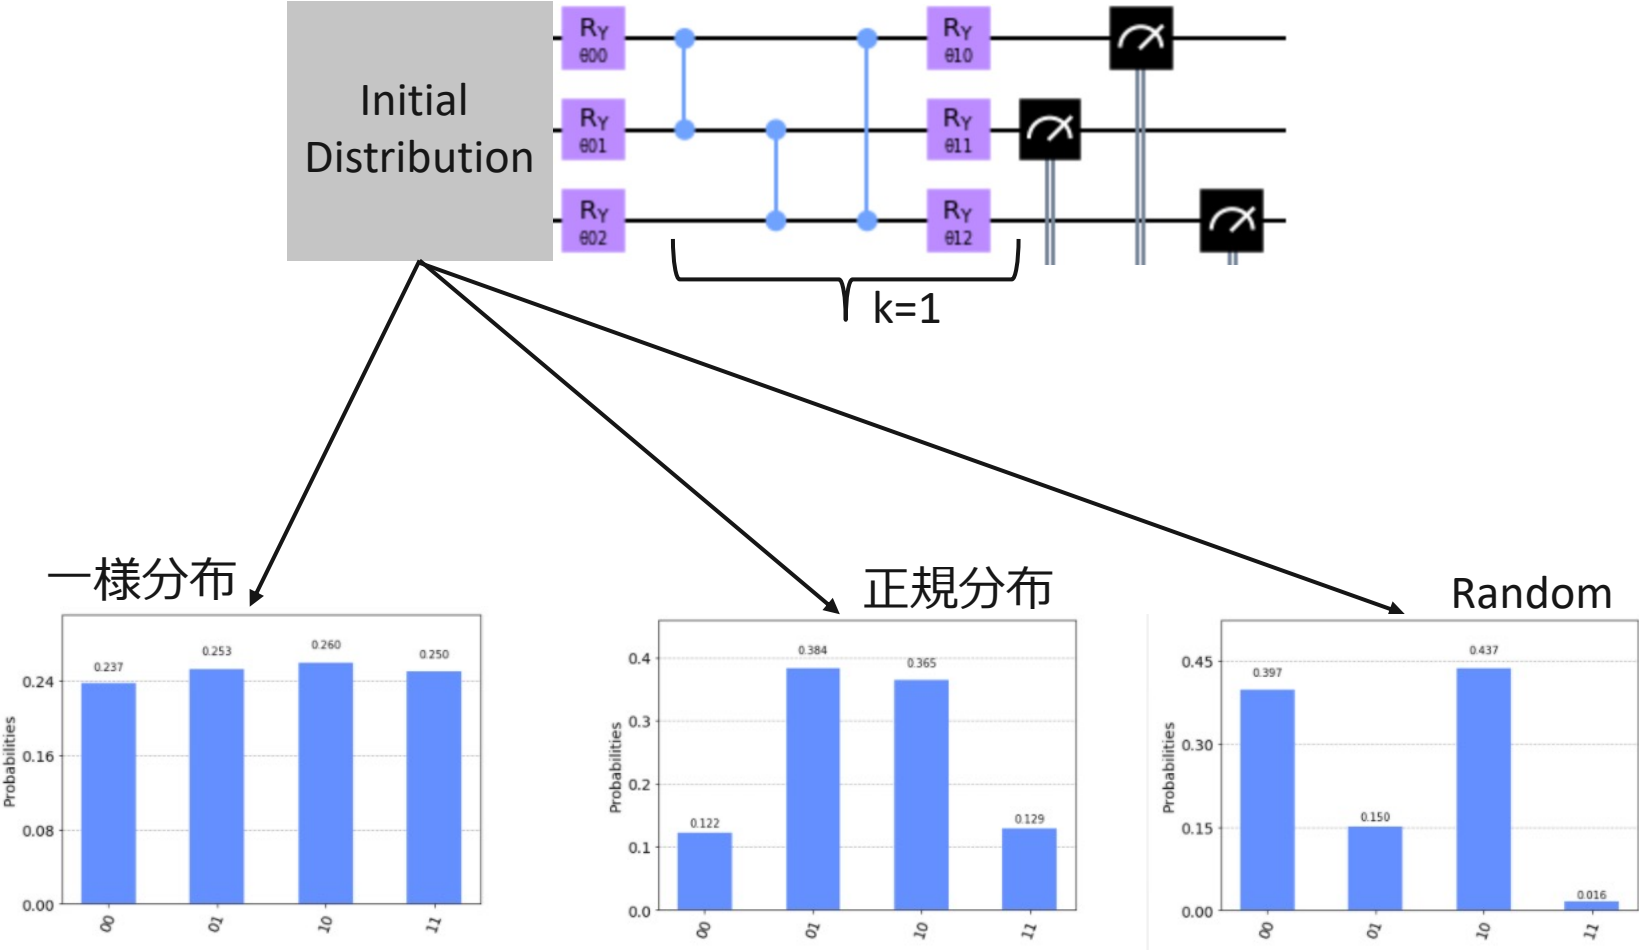 Initial
Distribution
RY
θ00
RY
θ10
RY
θ01
RY
θ11
RY
θ02
RY
θ12
k=1
一様分布
正規分布
Random
Probabilities
0.24
0.16
0.08
0.00
0.237
0.253
0.260
0.250
00
01
10
11
Probabilities
0.4
0.3
0.2
0.1
0.0
0.122
0.384
0.365
0.129
00
01
10
11
Probabilities
0.45
0.30
0.15
0.00
0.397
0.150
0.437
0.016
00
01
10
11